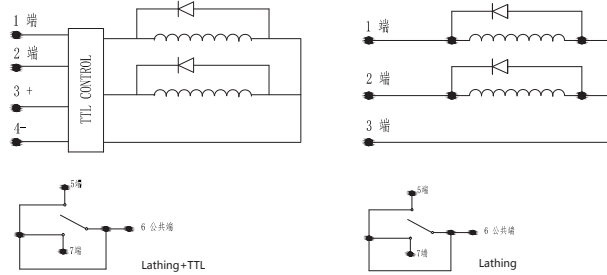 1 端
2 端
3 +
4-
TTL CONTROL
5端
6 公共端
7端
Lathing+TTL
1 端
2 端
3 端
5端
6 公共端
7端
Lathing